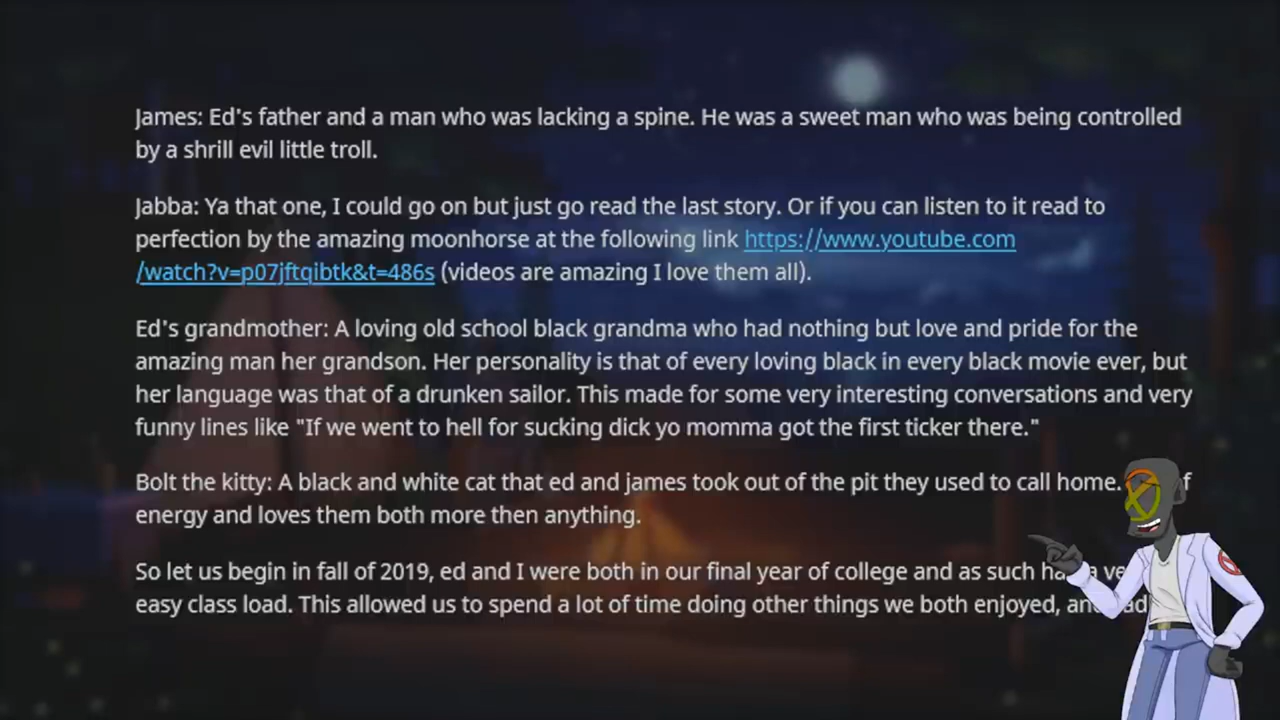 James: Ed's father and a man who was lacking a spine. He was a sweet man who was being controlled
by a shrill evil little troll.
Jabba: Ya that one, I could go on but just go read the last story. Or if you can listen to it read to
perfection by the amazing moonhorse at the following link https://www.youtube.com
/watch?v=p07jftqibtk&t=486s (videos are amazing I love them all).
Ed's grandmother: A loving old school black grandma who had nothing but love and pride for the
amazing man her grandson. Her personality is that of every loving black in every black movie ever, but
her language was that of a drunken sailor. This made for some very interesting conversations and very
funny lines like "If we went to hell for sucking dick yo momma got the first ticker there."
Bolt the kitty: A black and white cat that ed and james took out of the pit they used to call home.
energy and loves them both more then anything.
So let us begin in fall of 2019, ed and I were both in our final year of college and as such
easy class load. This allowed us to spend a lot of time doing other things we both enjoyed,